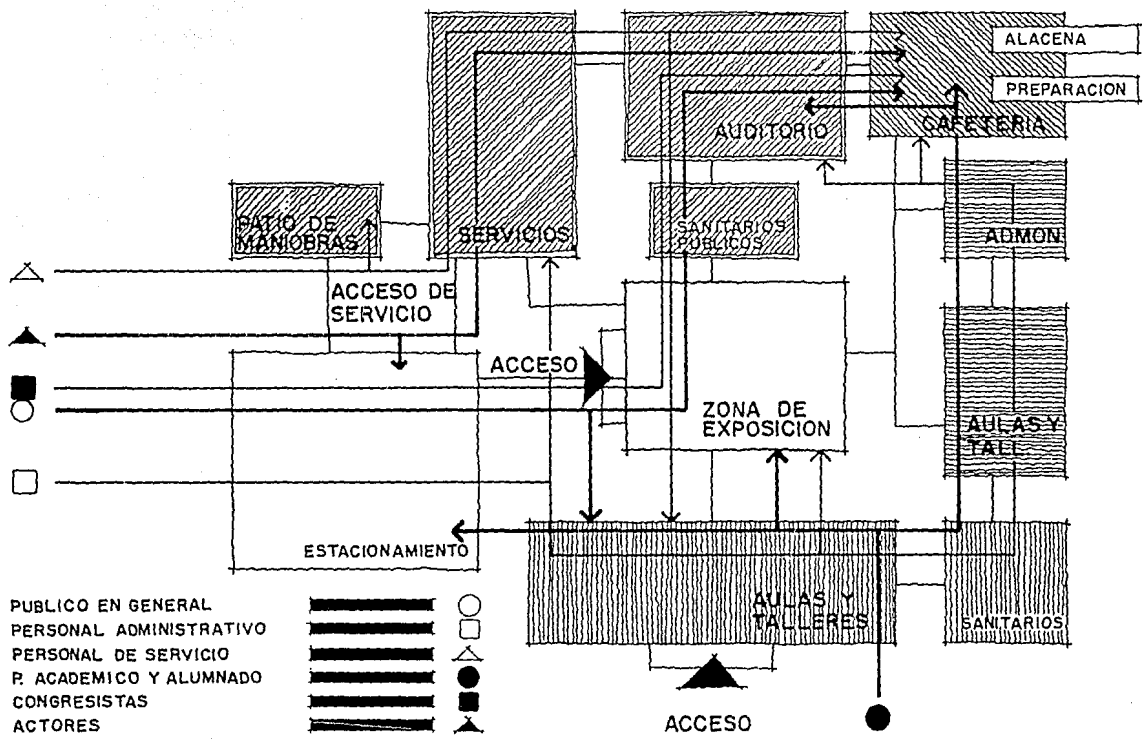 ALACENA
PREPARACION
AUDITORIO
CAFETERIA
PATIO DE
MANIOBRAS
SERVICIOS
SANITARIOS
PUBLICOS
ADMON
ACCESO DE
SERVICIO
ACCESO
ZONA DE
EXPOSICION
AULAS Y
TALL.
ESTACIONAMIENTO
AULAS Y
TALLERES
SANITARIOS
PUBLICO EN GENERAL
PERSONAL ADMINISTRATIVO
PERSONAL DE SERVICIO
P. ACADEMICO Y ALUMNADO
CONGRESISTAS
ACTORES
ACCESO